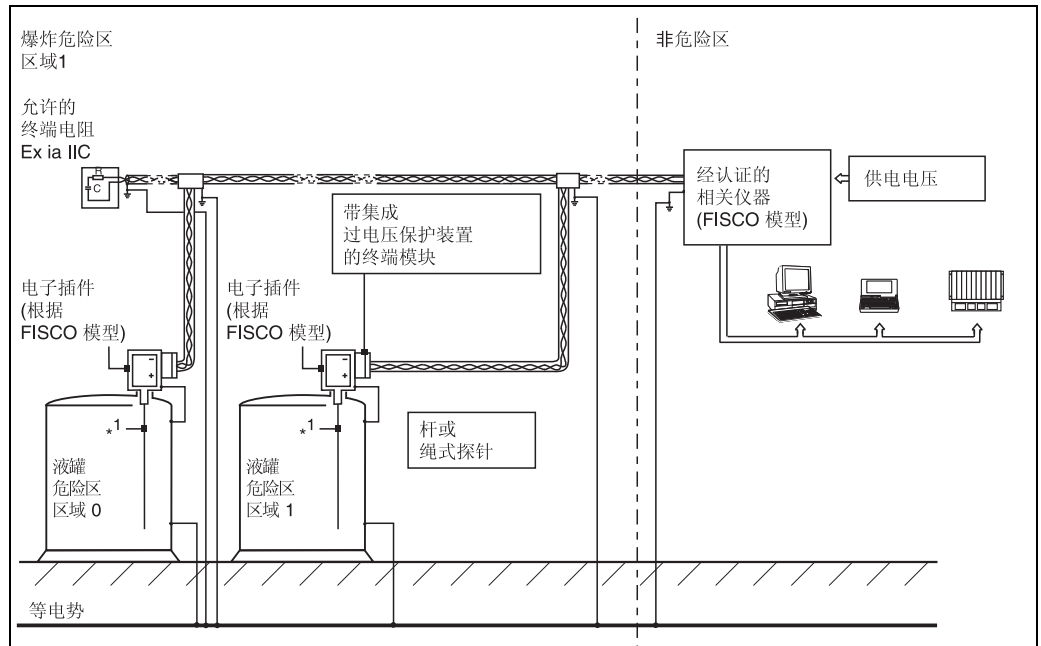 爆炸危险区
区域1
非危险区
允许的
终端电阻
Ex ia IIC
R
C
经认证的
相关仪器
(FISCO 模型)
供电电压
带集成
过电压保护装置
的终端模块
电子插件
(根据
FISCO 模型)
电子插件
(根据
FISCO 模型)
−
+
−
+
*1
*1
杆或
绳式探针
液罐
危险区
区域 0
液罐
危险区
区域 1
等电势